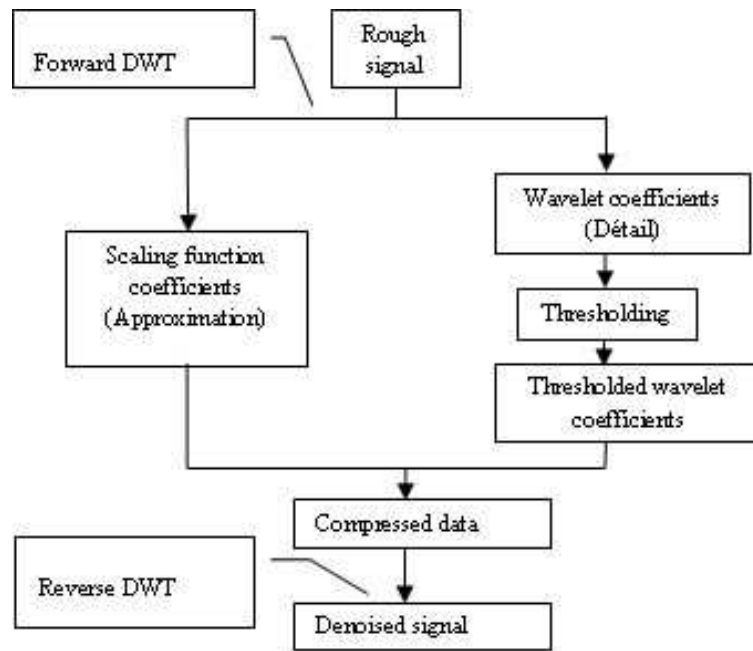 Forward DWT
Rough
signal
Wavelet coefficients
(Détail)
Scaling function
coefficients
(Approximation)
Thresholding
Thresholded wavelet
coefficients
Compressed data
Reverse DWT
Denoised signal